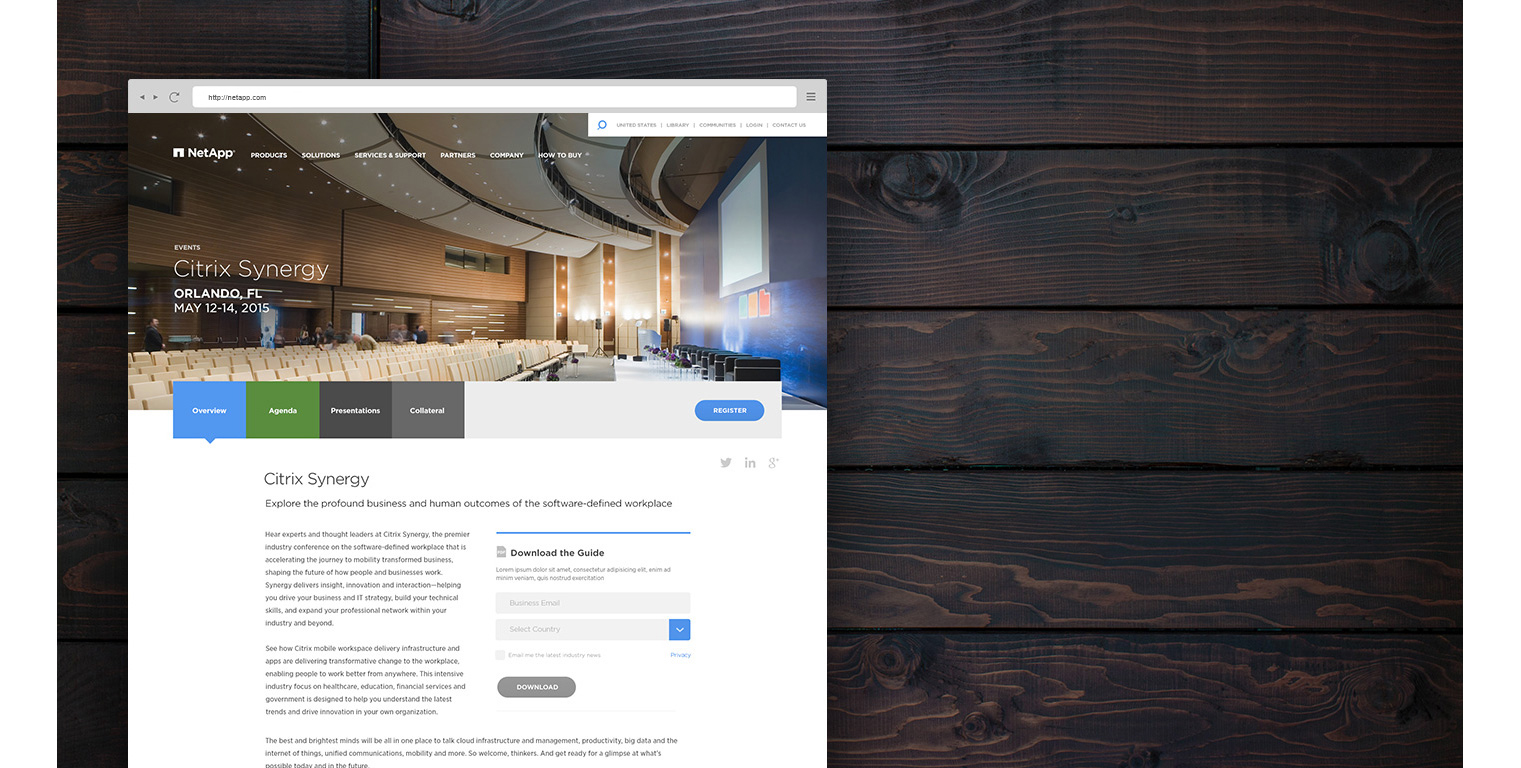 http://netapp.com
UNITED STATES | LIBRARY | COMMUNITIES | LOGIN | CONTACT US
NetApp PRODUCTS SOLUTIONS SERVICES & SUPPORT PARTNERS COMPANY HOW TO BUY
EVENTS
Citrix Synergy
ORLANDO, FL
MAY 12-14, 2015
Overview Agenda Presentations Collateral REGISTER
Citrix Synergy
Explore the profound business and human outcomes of the software-defined workplace
Hear experts and thought leaders at Citrix Synergy, the premier
industry conference on the software-defined workplace that is
accelerating the journey to mobility transformed business,
shaping the future of how people and businesses work.
Synergy delivers insight, innovation and interaction—helping
you drive your business and IT strategy, build your technical
skills, and expand your professional network within your
industry and beyond.
See how Citrix mobile workspace delivery infrastructure and
apps are delivering transformative change to the workplace,
enabling people to work better from anywhere. This intensive
industry focus on healthcare, education, financial services and
government is designed to help you understand the latest
trends and drive innovation in your own organization.
Download the Guide
Lorem ipsum dolor sit amet, consectetur adipisicing elit, enim ad
minim veniam, quis nostrud exercitation
Business Email
Select Country
Email me the latest industry news Privacy
DOWNLOAD
The best and brightest minds will be all in one place to talk cloud infrastructure and management, productivity, big data and the
internet of things, unified communications, mobility and more. So welcome, thinkers. And get ready for a glimpse at what's
possible today and in the future.